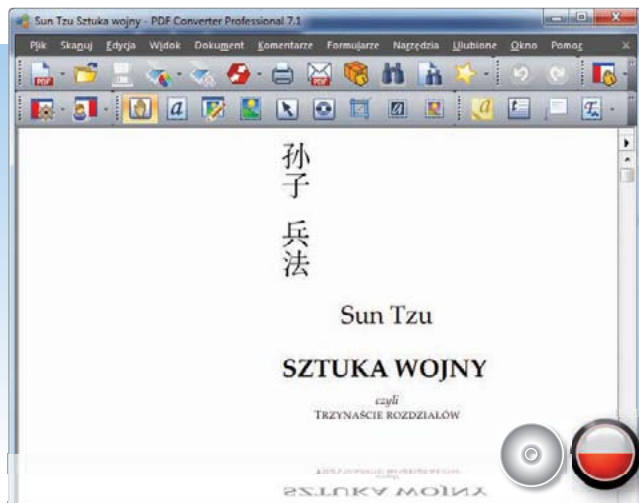 Sun Tzu Sztuka wojny - PDF Converter Professional 7.1
Plik Skanuj Edycja Widok Dokument Komentarze Formularze Narzędzia Ulubione Okno Pomoc
孙子 兵法
Sun Tzu
SZTUKA WOJNY
czyli
TRZYNAŚCIE ROZDZIAŁÓW